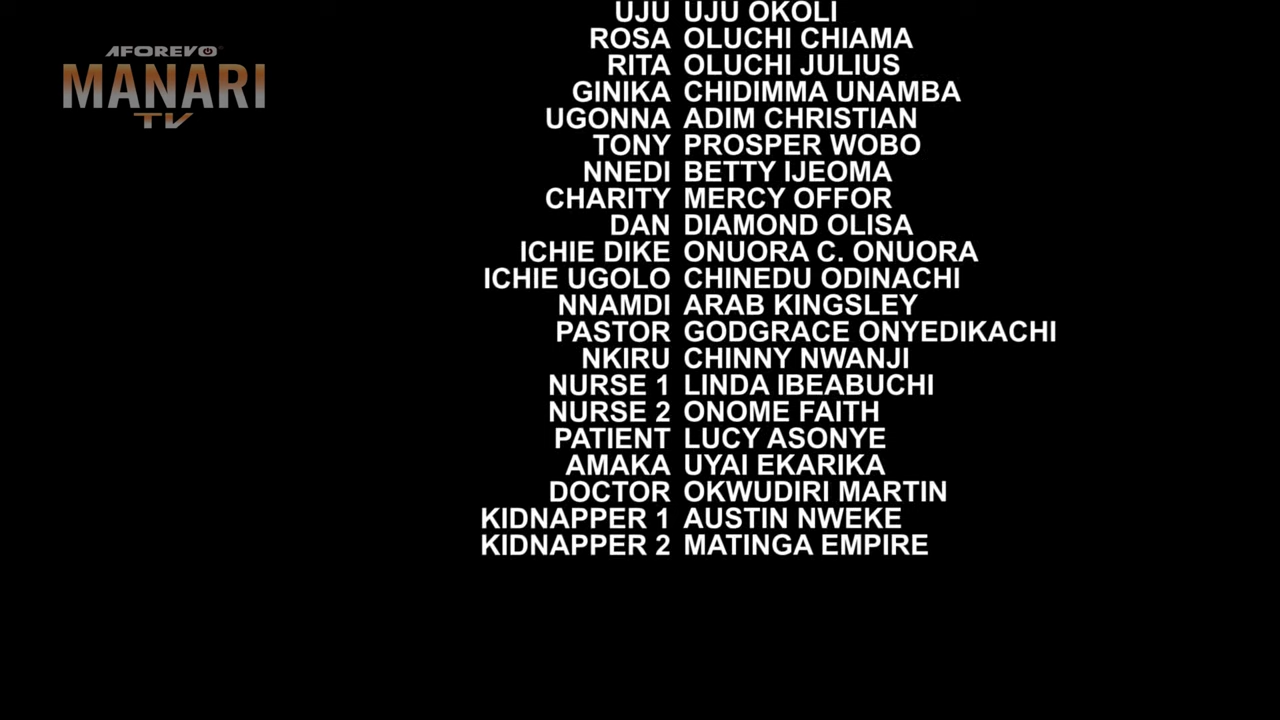 UJU UJU OKOLI
AFOREVO
MANARI
TV
ROSA OLUCHI CHIAMA
RITA OLUCHI JULIUS
GINIKA CHIDIMMA UNAMBA
UGONNA ADIM CHRISTIAN
TONY PROSPER WOBO
NNEDI BETTY IJEOMA
CHARITY MERCY OFFOR
DAN DIAMOND OLISA
ICHIE DIKE ONUORA C. ONUORA
ICHIE UGOLO CHINEDU ODINACHI
NNAMDI ARAB KINGSLEY
PASTOR GODGRACE ONYEDIKACHI
NKIRU CHINNY NWANJI
NURSE 1 LINDA IBEABUCHI
NURSE 2 ONOME FAITH
PATIENT LUCY ASONYE
AMAKA UYAI EKARIKA
DOCTOR OKWUDIRI MARTIN
KIDNAPPER 1 AUSTIN NWEKE
KIDNAPPER 2 MATINGA EMPIRE